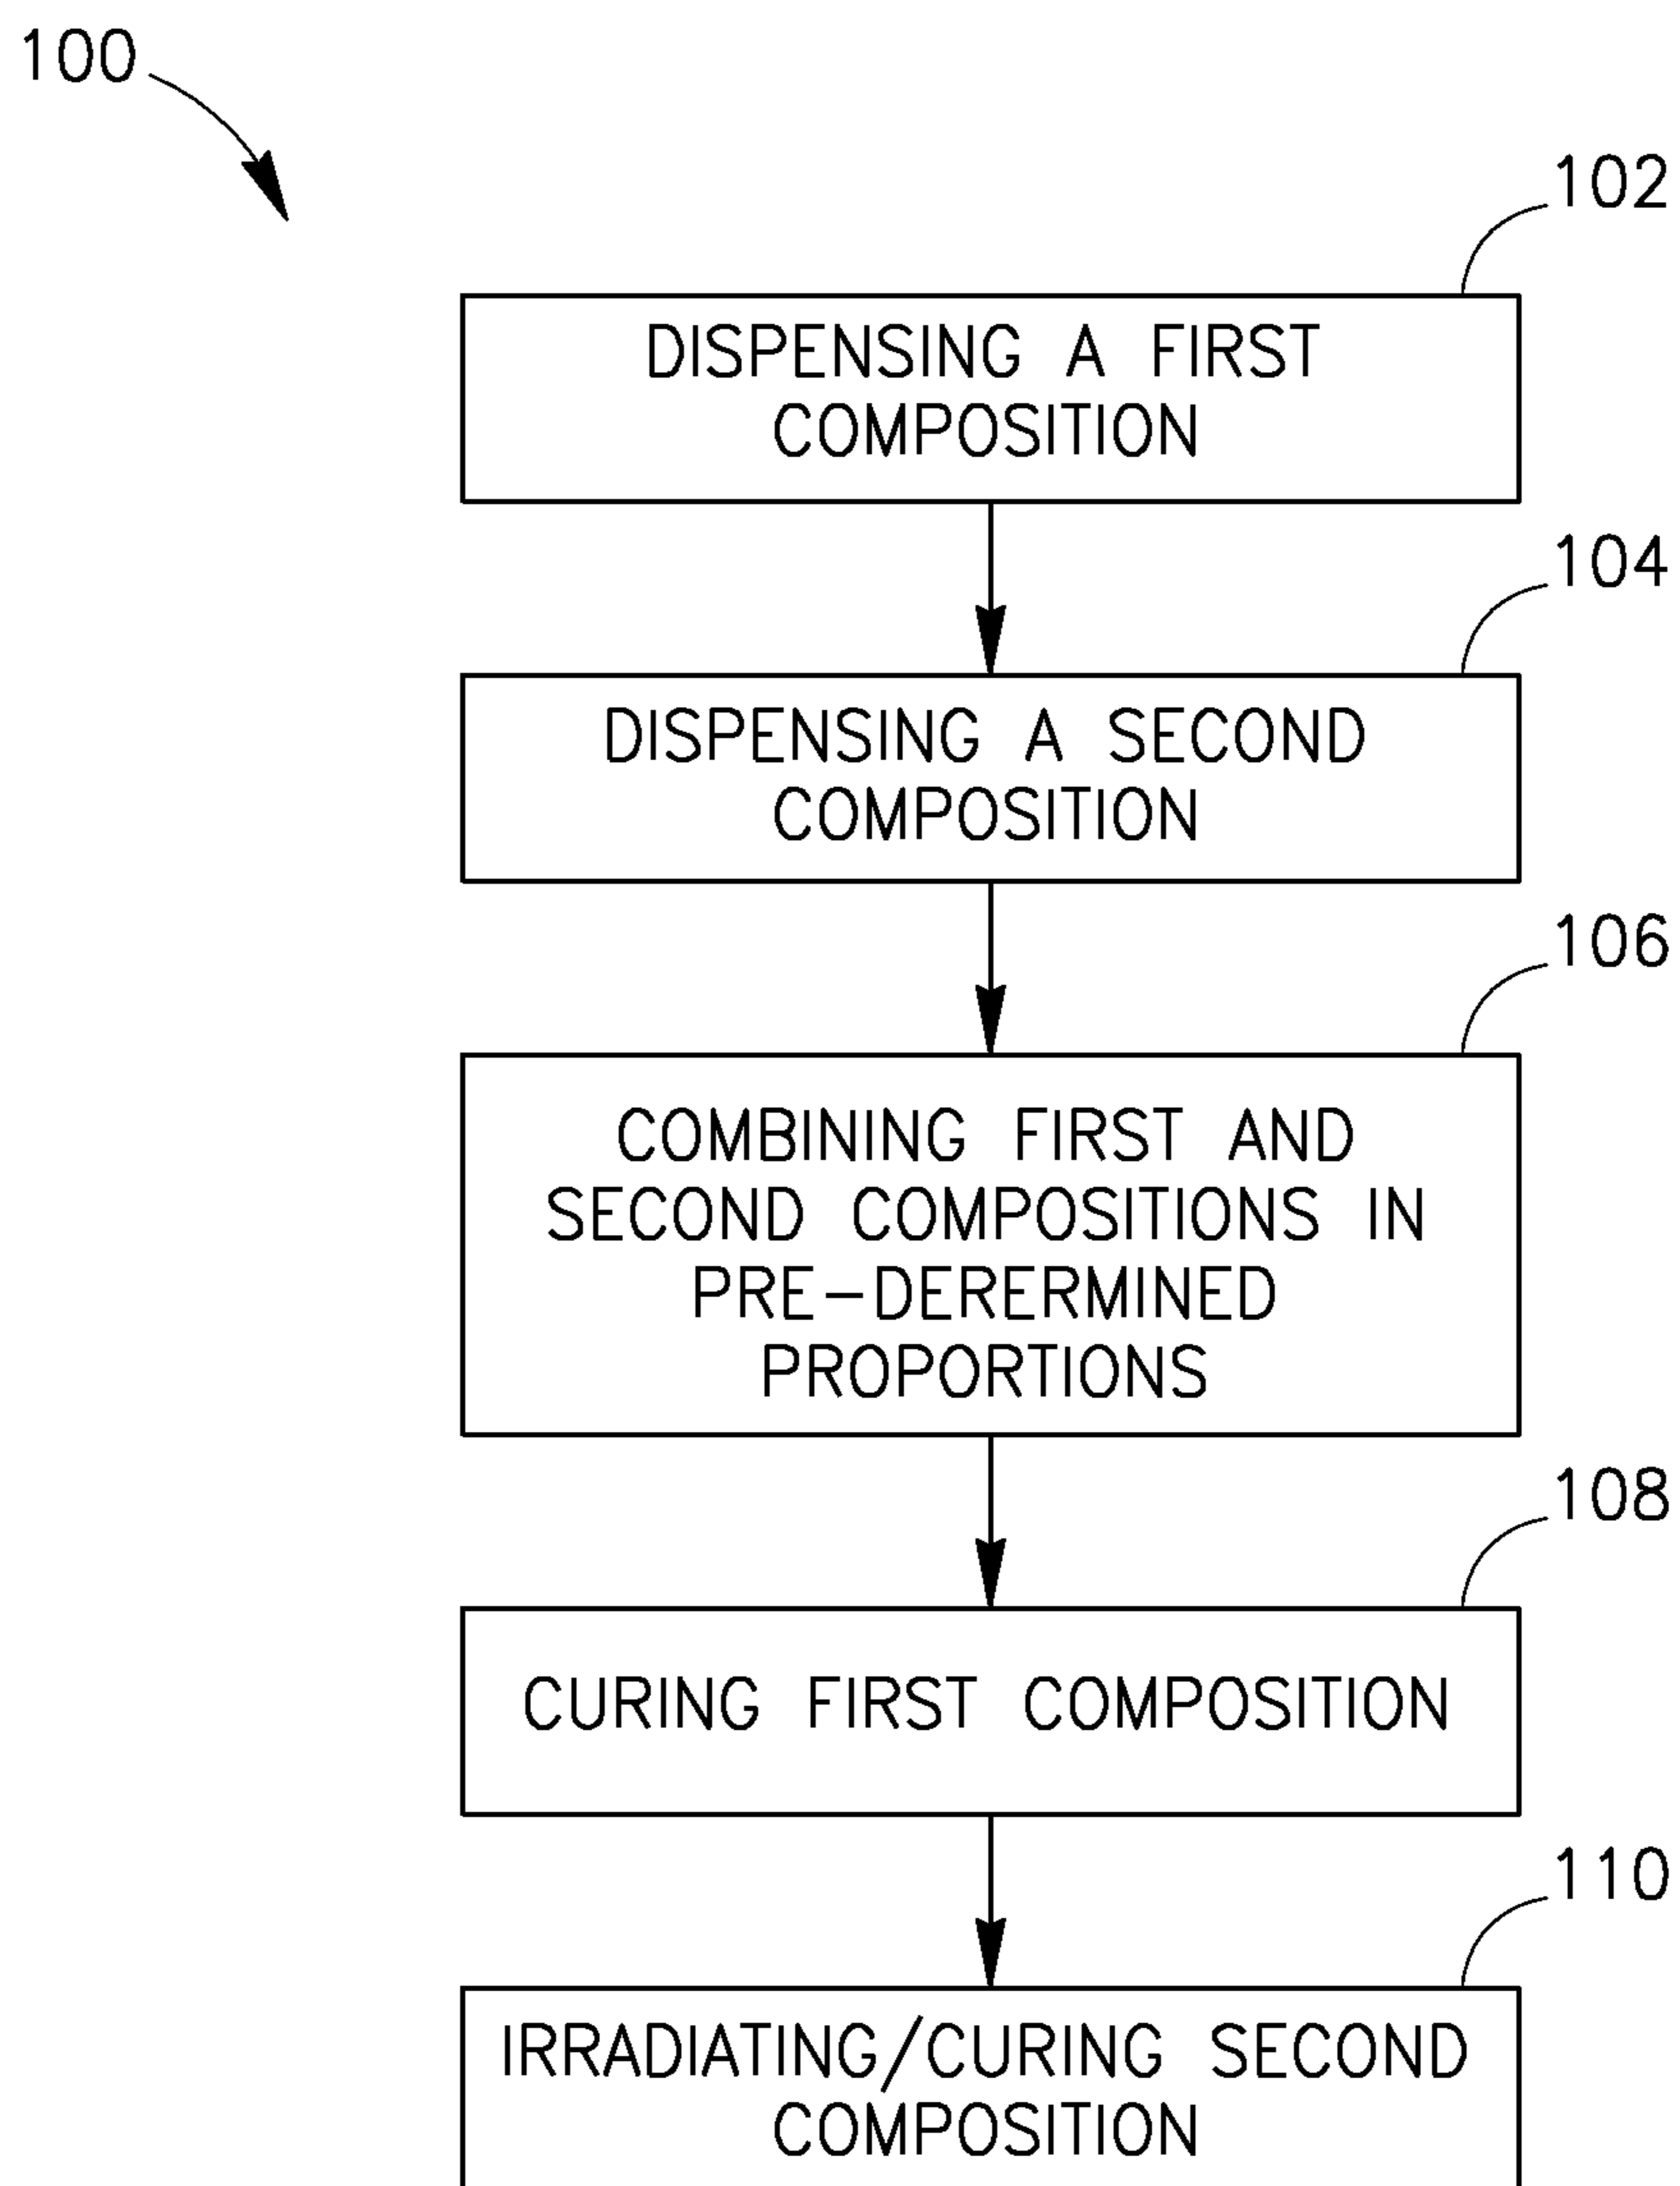 100
102
DISPENSING A FIRST
COMPOSITION
104
DISPENSING A SECOND
COMPOSITION
106
COMBINING FIRST AND
SECOND COMPOSITIONS IN
PRE-DERERMINED
PROPORTIONS
108
CURING FIRST COMPOSITION
110
IRRADIATING/CURING SECOND
COMPOSITION